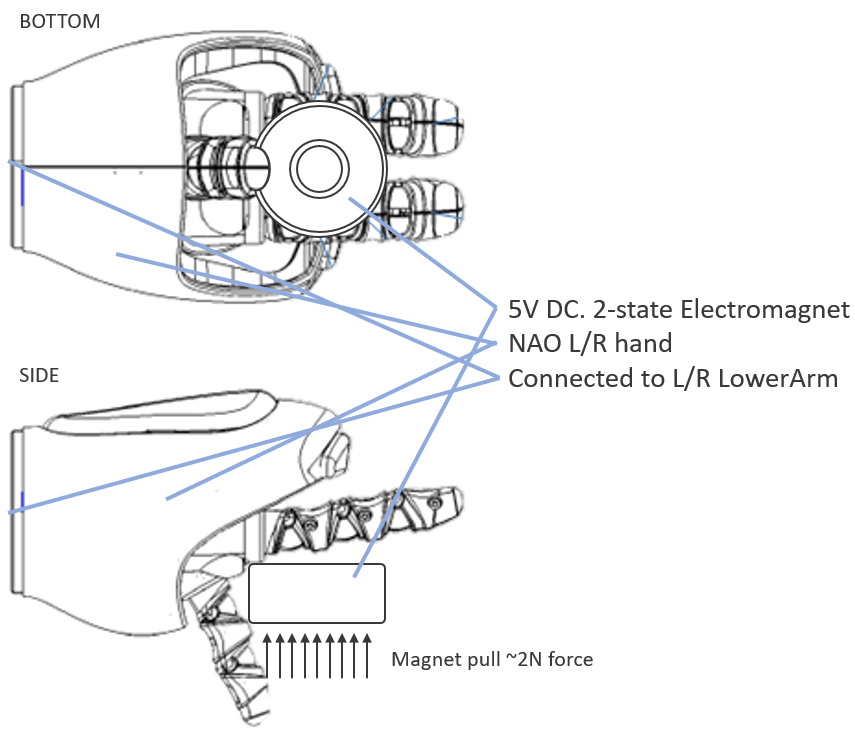 BOTTOM
5V DC. 2-state Electromagnet
NAO L/R hand
Connected to L/R LowerArm
SIDE
Magnet pull ~2N force